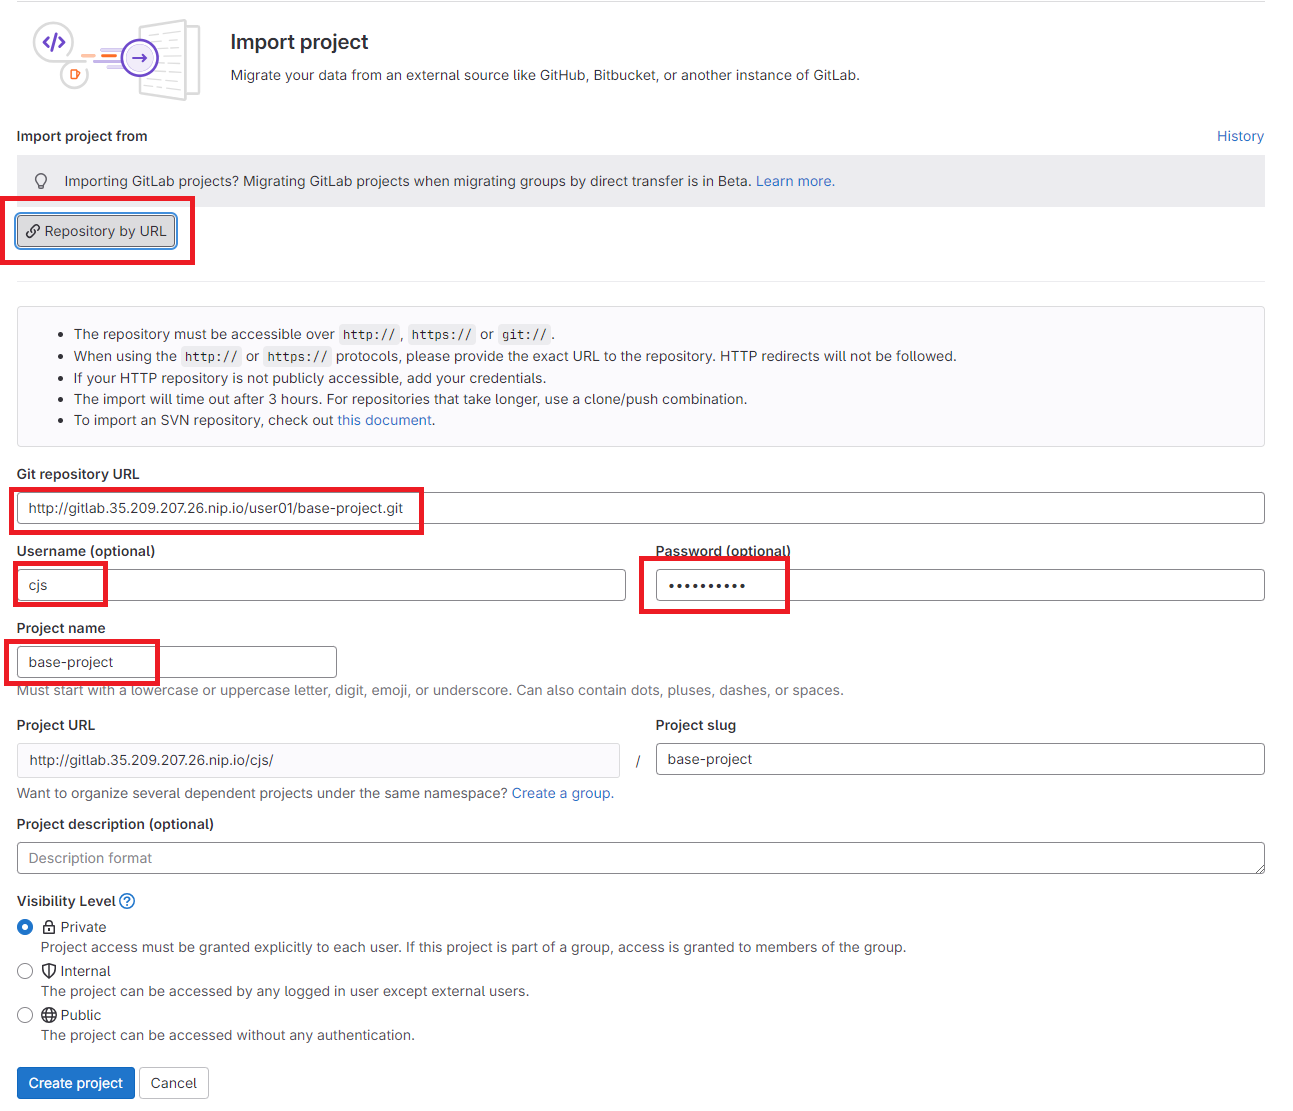 Import project
Migrate your data from an external source like GitHub, Bitbucket, or another instance of GitLab.
Import project from
History
Importing GitLab projects? Migrating GitLab projects when migrating groups by direct transfer is in Beta. Learn more.
Repository by URL
The repository must be accessible over http://, https:// or git://.
When using the http:// or https:// protocols, please provide the exact URL to the repository. HTTP redirects will not be followed.
If your HTTP repository is not publicly accessible, add your credentials.
The import will time out after 3 hours. For repositories that take longer, use a clone/push combination.
To import an SVN repository, check out this document.
Git repository URL
http://gitlab.35.209.207.26.nip.io/user01/base-project.git
Username (optional)
Password (optional)
cjs
••••••••••
Project name
base-project
Must start with a lowercase or uppercase letter, digit, emoji, or underscore. Can also contain dots, pluses, dashes, or spaces.
Project URL
Project slug
http://gitlab.35.209.207.26.nip.io/cjs/
/
base-project
Want to organize several dependent projects under the same namespace? Create a group.
Project description (optional)
Description format
Visibility Level
Private
Project access must be granted explicitly to each user. If this project is part of a group, access is granted to members of the group.
Internal
The project can be accessed by any logged in user except external users.
Public
The project can be accessed without any authentication.
Create project
Cancel